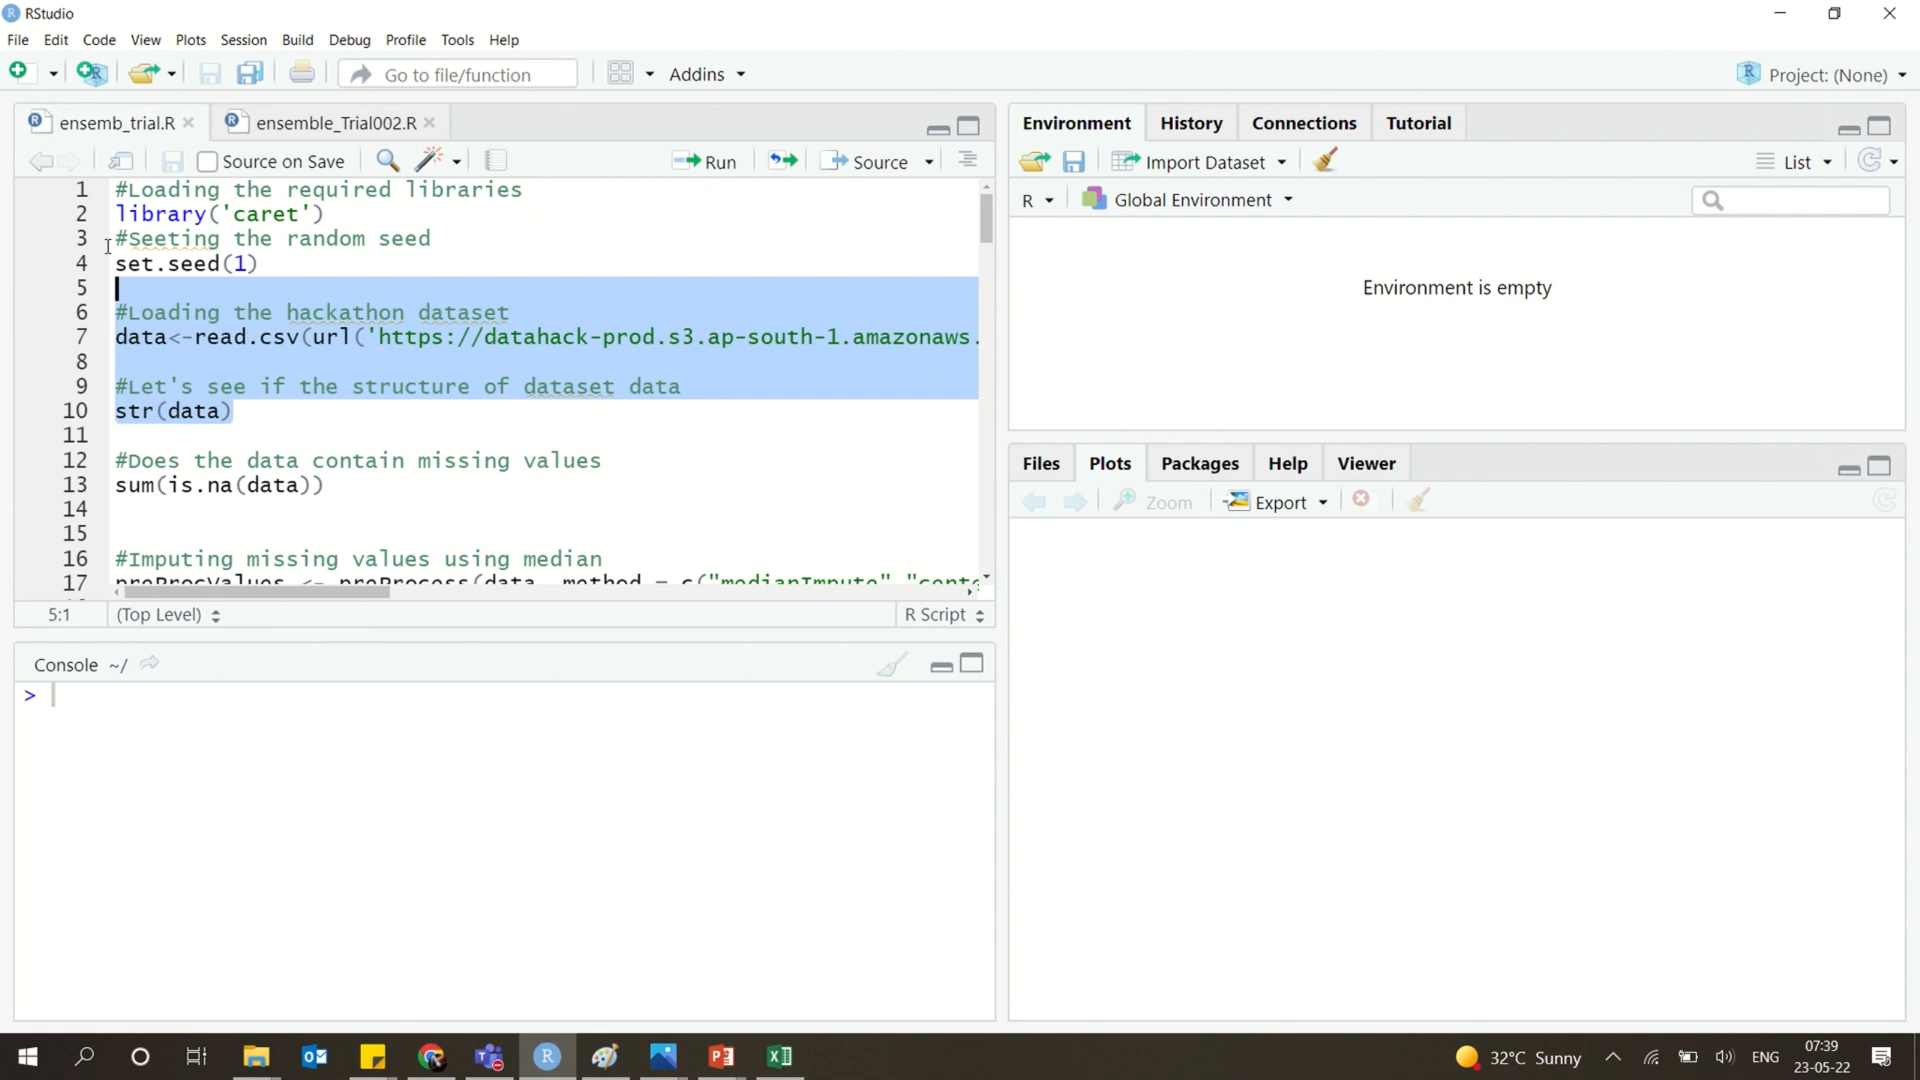 RStudio
File Edit Code View Plots Session Build Debug Profile Tools Help
Go to file/function Addins Project: (None)
ensemb_trial.R ensemble_Trial002.R
Source on Save Run Source
1 #Loading the required libraries
2 library('caret')
3 #Seeting the random seed
4 set.seed(1)
5
6 #Loading the hackathon dataset
7 data<-read.csv(url('https://datahack-prod.s3.ap-south-1.amazonaws.
8
9 #Let's see if the structure of dataset data
10 str(data)
11
12 #Does the data contain missing values
13 sum(is.na(data))
14
15
16 #Imputing missing values using median
17 preProcValues <- preProcess(data, method = c("medianImpute","cente
5:1 (Top Level) R Script
Console ~/
>
Environment History Connections Tutorial
Import Dataset List
R Global Environment
Environment is empty
Files Plots Packages Help Viewer
Zoom Export
32°C Sunny ENG 07:39
23-05-22